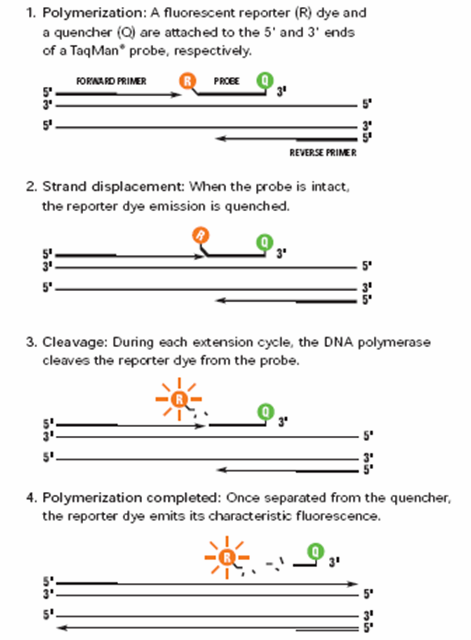 1. Polymerization: A fluorescent reporter (R) dye and
a quencher (Q) are attached to the 5' and 3' ends
of a TaqMan® probe, respectively.
FORWARD PRIMER R PROBE Q
5' 3'
3' 5'
5' 3'
5'
REVERSE PRIMER
2. Strand displacement: When the probe is intact,
the reporter dye emission is quenched.
R Q
5' 3'
3' 5'
5' 3'
5'
3. Cleavage: During each extension cycle, the DNA polymerase
cleaves the reporter dye from the probe.
R Q
5' 3'
3' 5'
5' 3'
5'
4. Polymerization completed: Once separated from the quencher,
the reporter dye emits its characteristic fluorescence.
R Q 3'
5'
3' 5'
5' 3'
5'